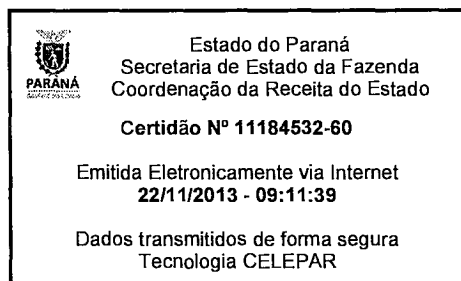 Estado do Paraná
Secretaria de Estado da Fazenda
PARANÁ
Coordenação da Receita do Estado
Certidão Nº 11184532-60
Emitida Eletronicamente via Internet
22/11/2013 - 09:11:39
Dados transmitidos de forma segura
Tecnologia CELEPAR